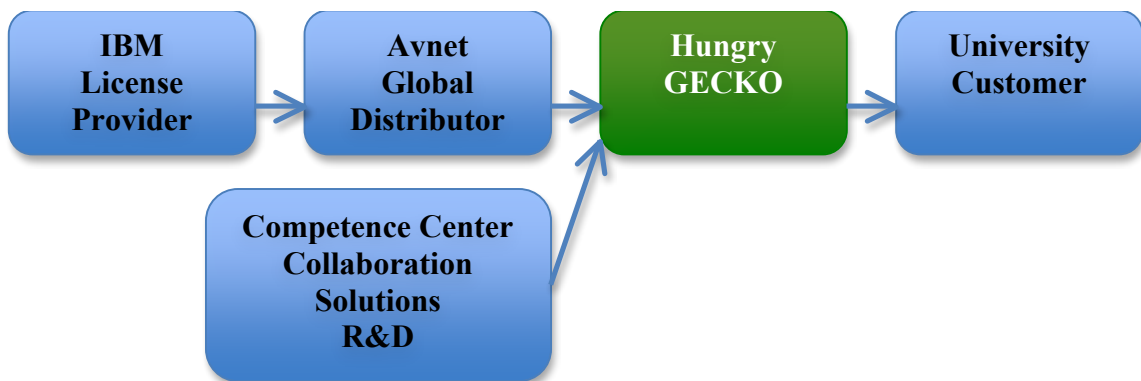 IBM
License
Provider
Avnet
Global
Distributor
Hungry
GECKO
University
Customer
Competence Center
Collaboration
Solutions
R&D